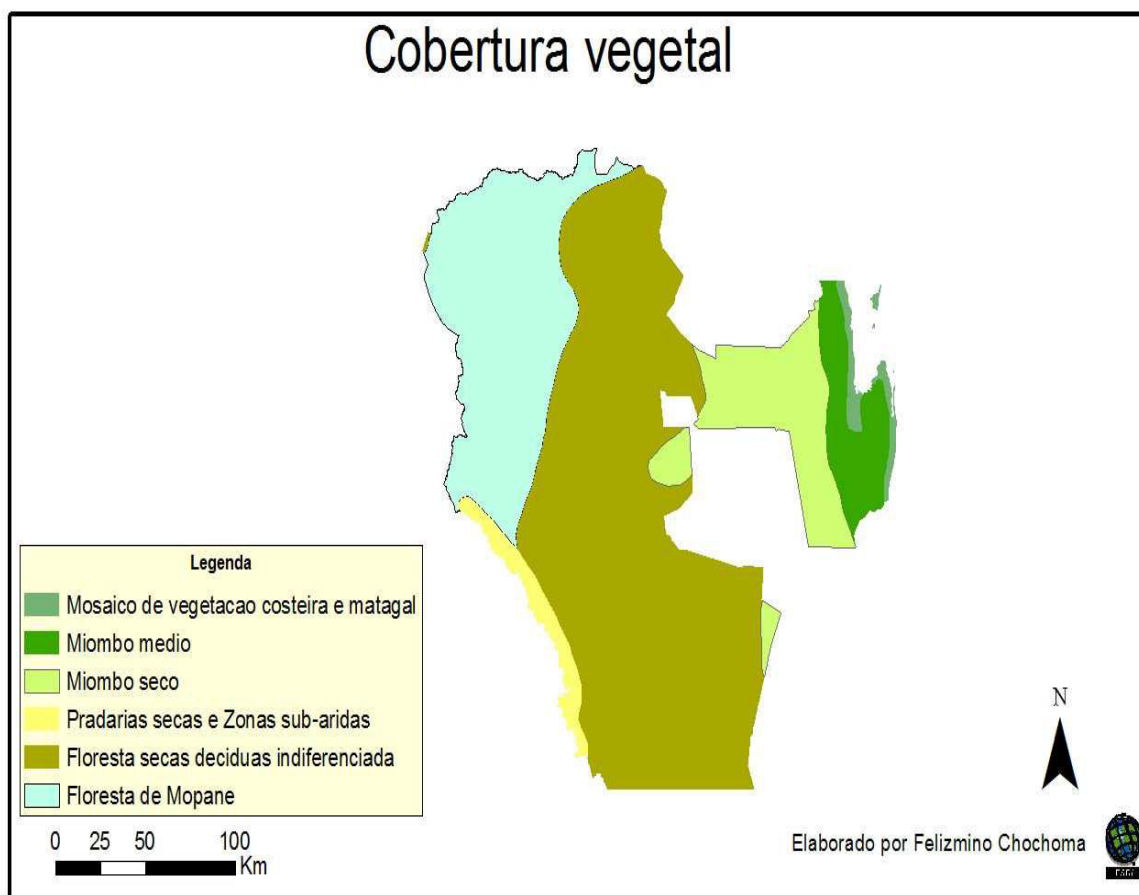 Cobertura vegetal
Legenda
Mosaico de vegetacao costeira e matagal
Miombo medio
Miombo seco
Pradarias secas e Zonas sub-aridas
Floresta secas deciduas indiferenciada
Floresta de Mopane
0 25 50 100
Km
N
Elaborado por Felizmino Chochoma